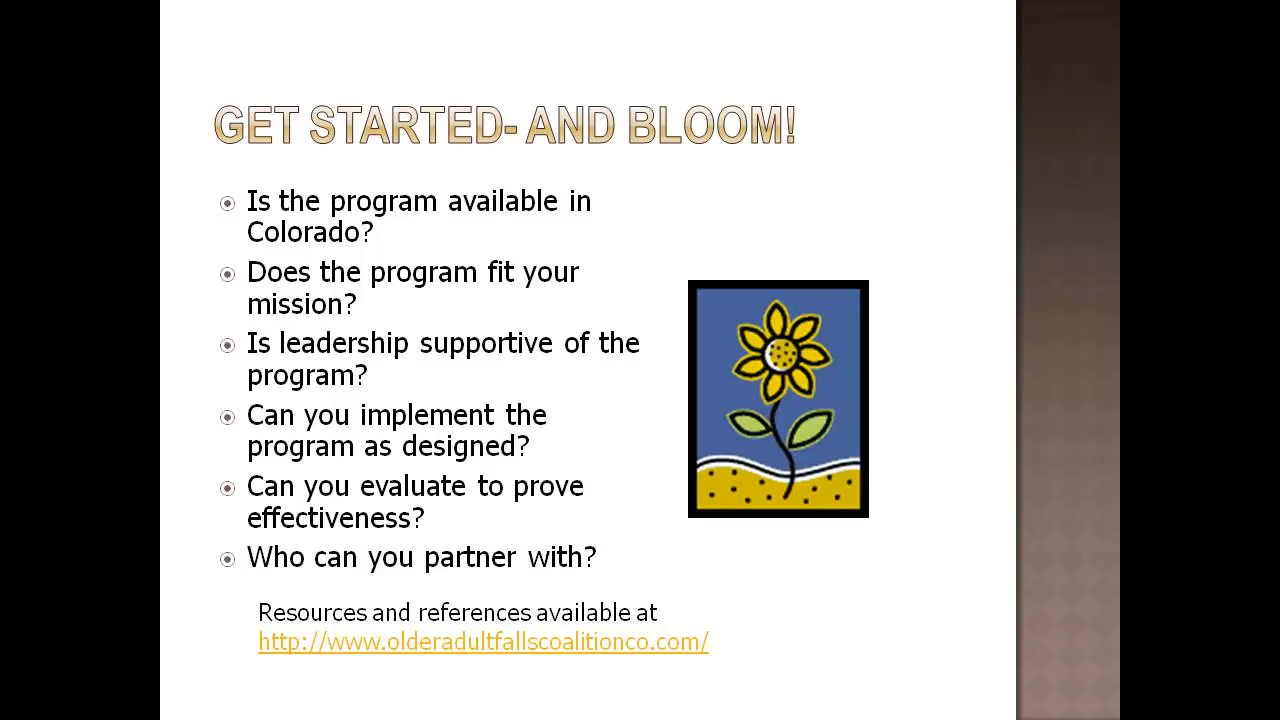 GET STARTED- AND BLOOM!
Is the program available in
Colorado?
Does the program fit your
mission?
Is leadership supportive of the
program?
Can you implement the
program as designed?
Can you evaluate to prove
effectiveness?
Who can you partner with?
Resources and references available at
http://www.olderadultfallscoalitionco.com/